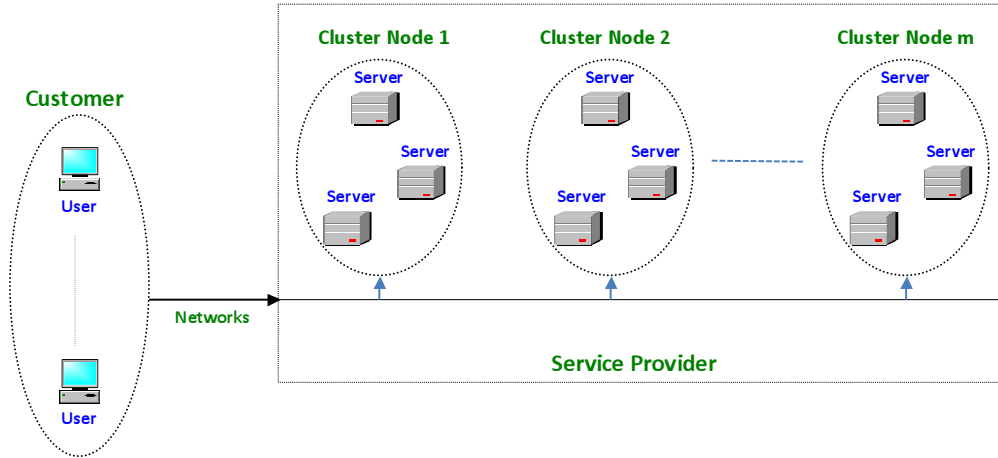 Cluster Node 1
Cluster Node 2
Cluster Node m
Server
Server
Server
Customer
Server
Server
Server
User
Server
Server
Server
Networks
Service Provider
User